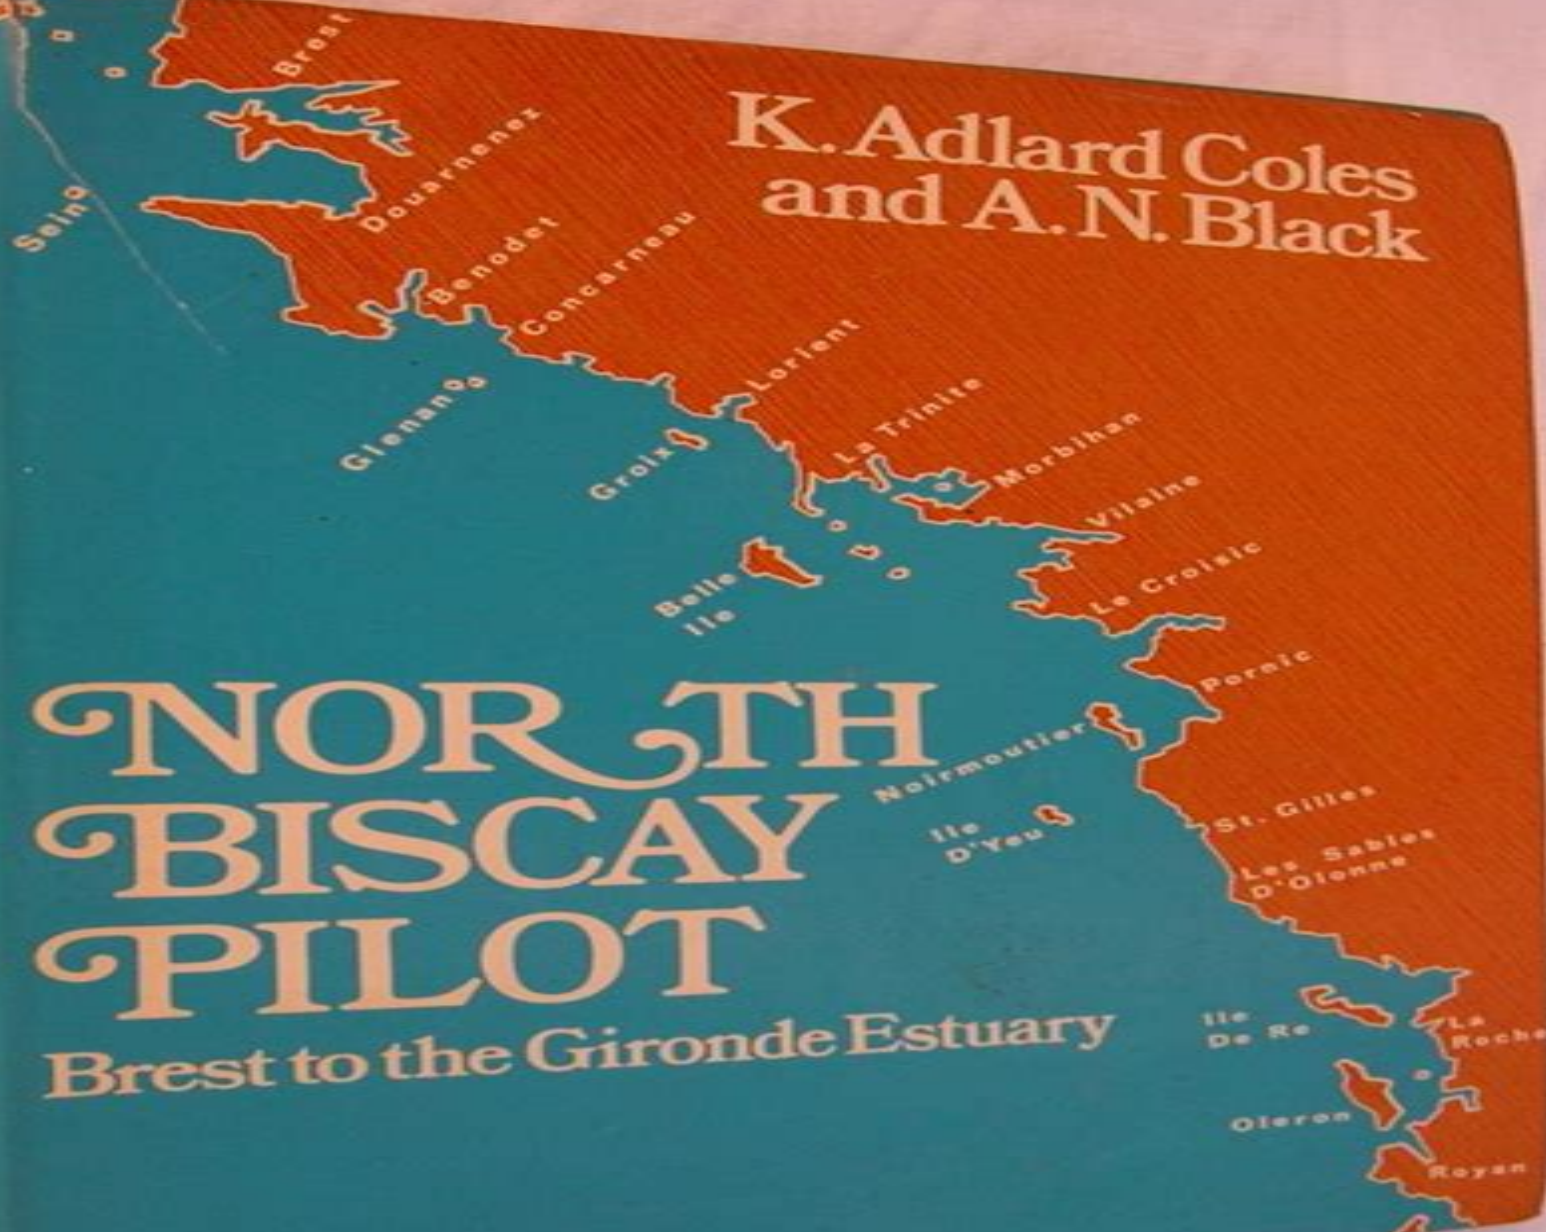 K. Adlard Coles
and A. N. Black
Brest
Douarnenez
Sein
Benodet
Concarneau
Glenan
Lorient
Groix
La Trinite
Morbihan
Vilaine
Belle
Ile
Le Croisic
Pornic
Noirmoutier
Ile
D'Yeu
St. Gilles
Les Sables
D'Olonne
NORTH
BISCAY
PILOT
Brest to the Gironde Estuary
Ile
De Re
La
Roche
Oleron
Royan